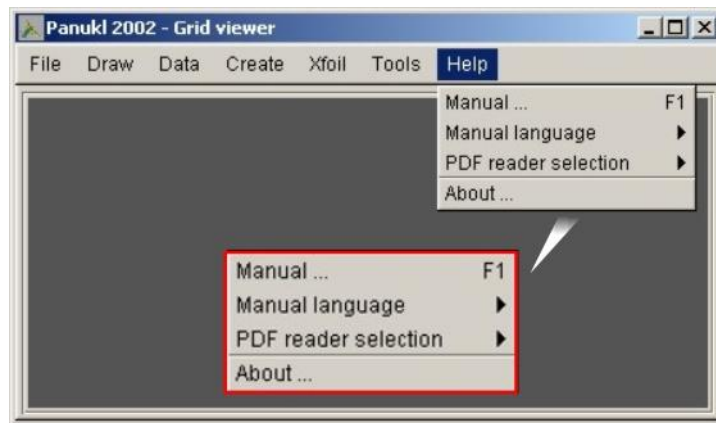 Panukl 2002 - Grid viewer
File Draw Data Create Xfoil Tools Help
Manual ... F1
Manual language
PDF reader selection
About ...
Manual ... F1
Manual language
PDF reader selection
About ...